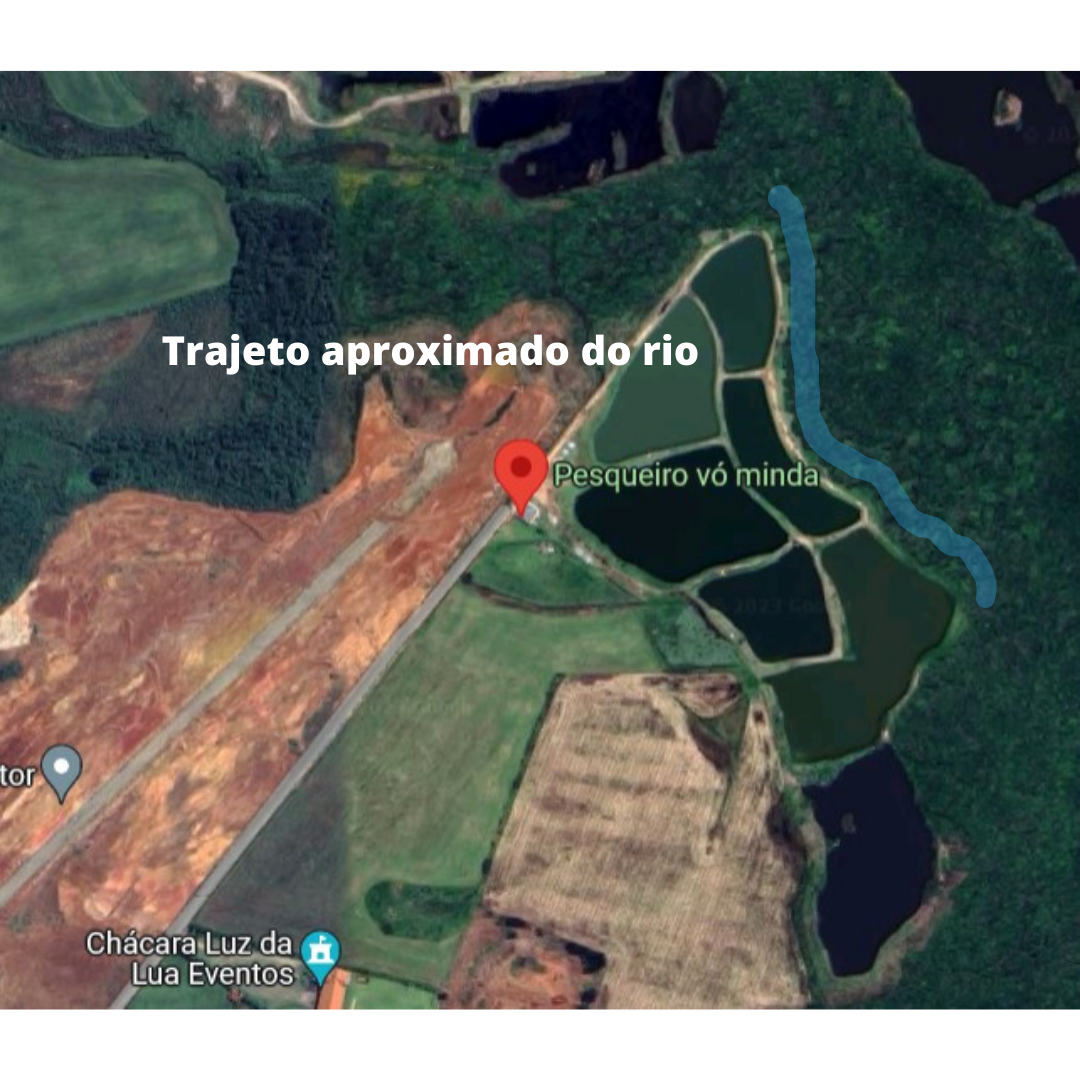 Trajeto aproximado do rio
Pesqueiro vó minda
tor
Chácara Luz da
Lua Eventos